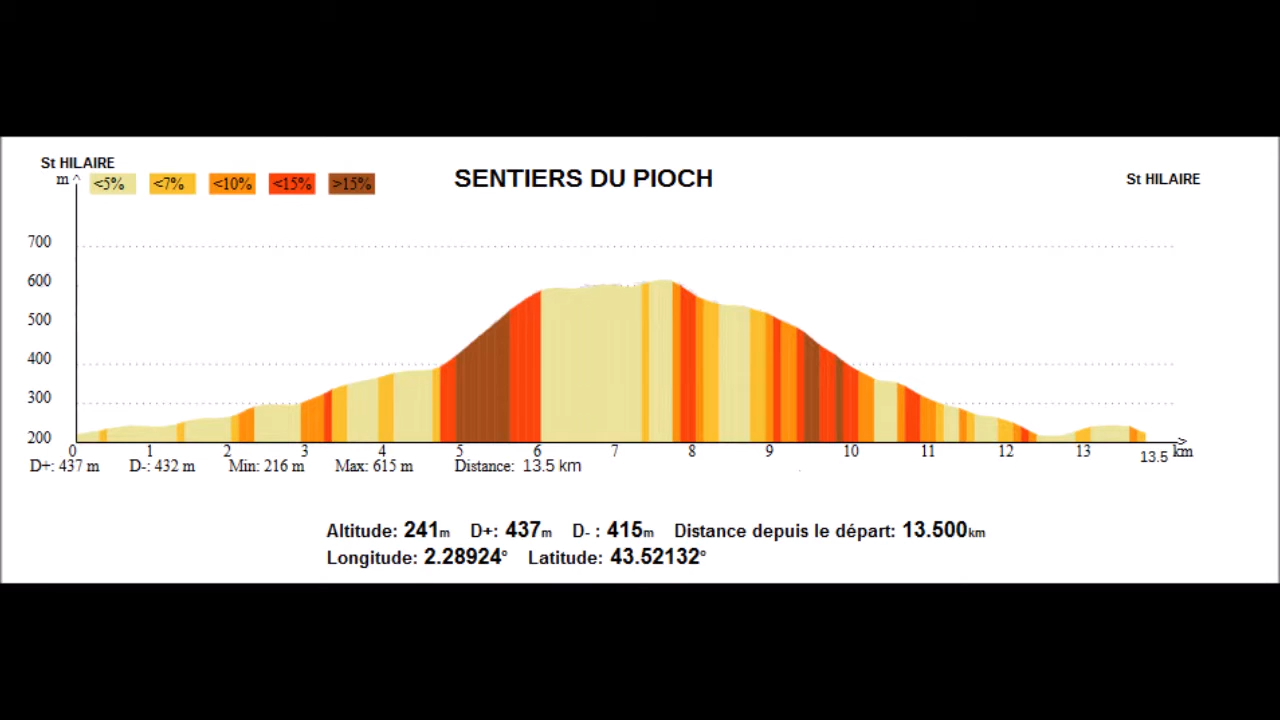 St HILAIRE
m ^ <5% <7% <10% <15% >15% SENTIERS DU PIOCH St HILAIRE
700
600
500
400
300
200
0 1 2 3 4 5 6 7 8 9 10 11 12 13 13.5 km
D+: 437 m D-: 432 m Min: 216 m Max: 615 m Distance: 13.5 km
Altitude: 241m D+: 437m D- : 415m Distance depuis le départ: 13.500km
Longitude: 2.28924° Latitude: 43.52132°